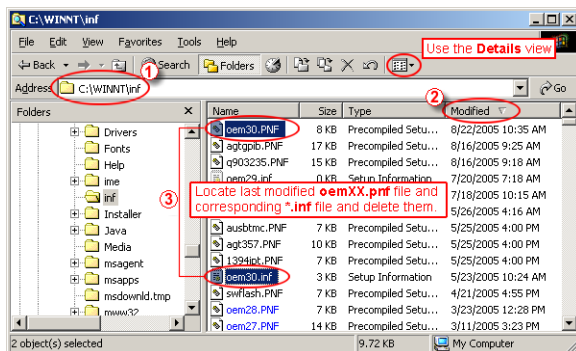 C:\WINNT\inf
File Edit View Favorites Tools Help
Use the Details view
Back Search Folders
1
Address C:\WINNT\inf Go
2
Folders Name Size Type Modified
oem30.PNF 8 KB Precompiled Setu... 8/22/2005 10:35 AM
Drivers agtgpib.PNF 17 KB Precompiled Setu... 8/16/2005 9:25 AM
Fonts q903235.PNF 15 KB Precompiled Setu... 8/16/2005 9:18 AM
Help oem29.inf 0 KB Setup Information 7/20/2005 7:18 AM
ime 7/18/2005 10:15 AM
inf 5/26/2005 4:16 AM
3 Locate last modified oemXX.pnf file and
corresponding *.inf file and delete them.
Installer ausbtmc.PNF 7 KB Precompiled Setu... 5/25/2005 4:00 PM
Java agt357.PNF 10 KB Precompiled Setu... 5/25/2005 4:00 PM
Media 1394ipt.PNF 7 KB Precompiled Setu... 5/25/2005 4:00 PM
msagent oem30.inf 3 KB Setup Information 5/23/2005 10:24 AM
msapps swflash.PNF 7 KB Precompiled Setu... 4/21/2005 4:55 PM
msdownld.tmp oem28.PNF 7 KB Precompiled Setu... 3/23/2005 12:28 PM
mww32 oem27.PNF 14 KB Precompiled Setu... 3/11/2005 3:23 PM
2 object(s) selected 9.72 KB My Computer